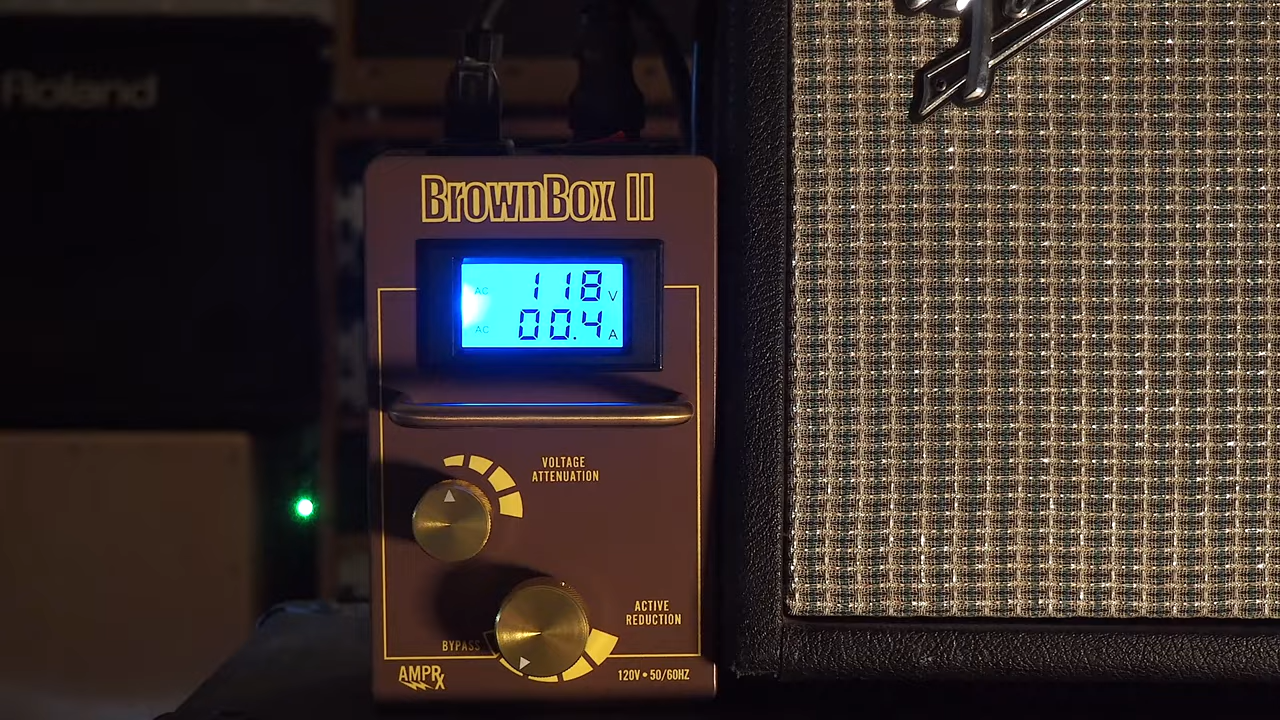 Roland
BrownBox II
AC 118 V
AC 00.4 A
VOLTAGE
ATTENUATION
ACTIVE
REDUCTION
BYPASS
AMPRX
120V • 50/60HZ